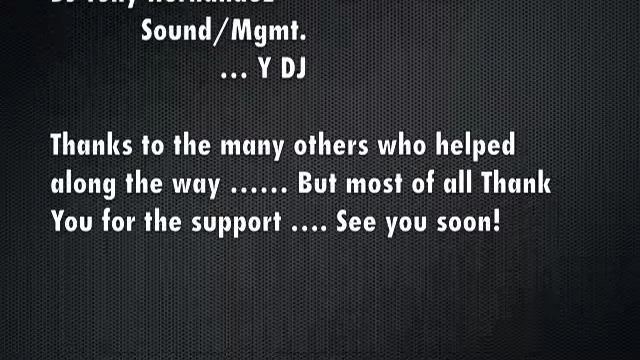 Sound/Mgmt.
... Y DJ
Thanks to the many others who helped
along the way ...... But most of all Thank
You for the support .... See you soon!